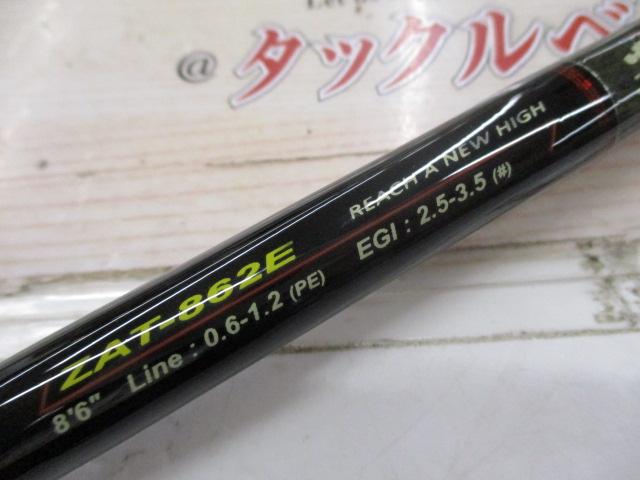 @タックルベ
REACH A NEW HIGH
ZAT-862E
8'6" Line : 0.6-1.2 (PE) EGI : 2.5-3.5 (#)